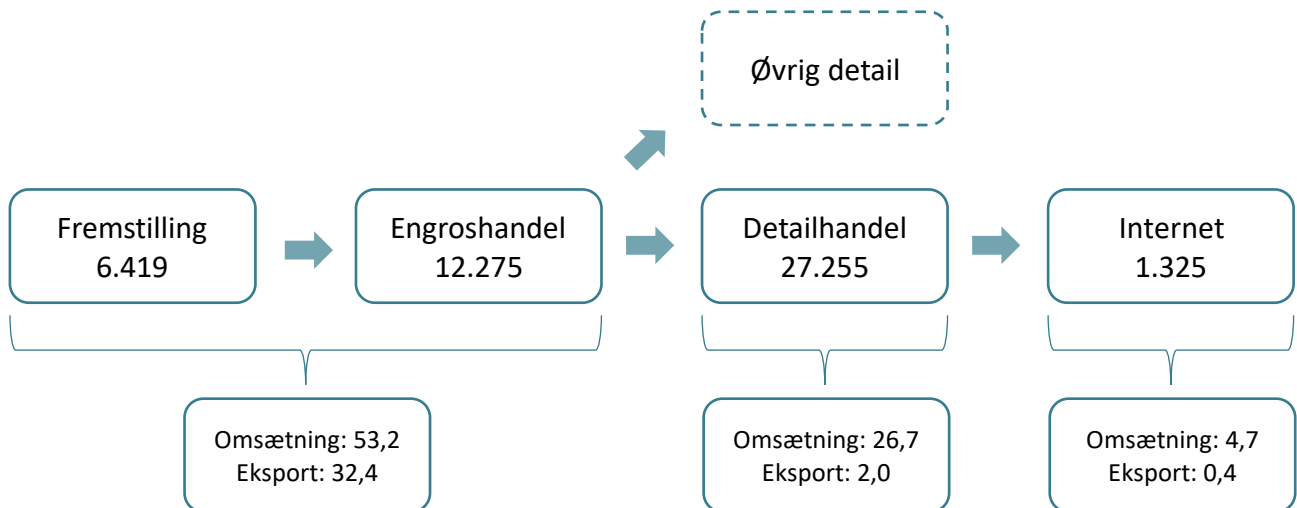 Øvrig detail
Fremstilling
6.419
Engroshandel
12.275
Detailhandel
27.255
Internet
1.325
Omsætning: 53,2
Eksport: 32,4
Omsætning: 26,7
Eksport: 2,0
Omsætning: 4,7
Eksport: 0,4